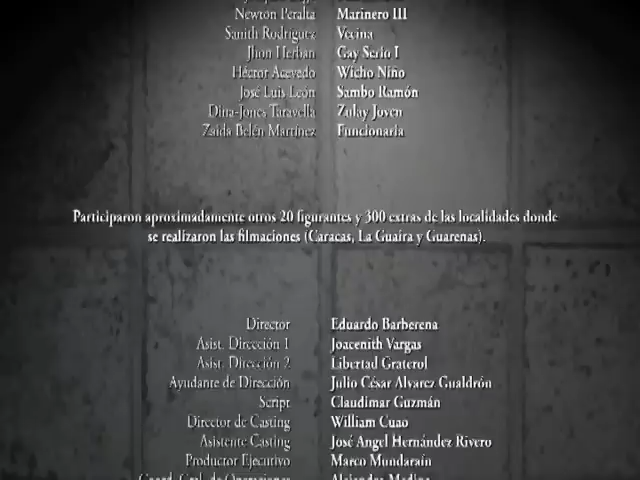 Newton Peralta Marinero III
Sanith Rodríguez Vecina
Jhon Herban Gay Serio I
Héctor Acevedo Wicho Niño
José Luis León Sambo Ramón
Dina-Jones Taravella Zulay Joven
Zaida Belén Martínez Funcionaria
Participaron aproximadamente otros 20 figurantes y 300 extras de las localidades donde
se realizaron las filmaciones (Caracas, La Guaira y Guarenas).
Director Eduardo Barberena
Asist. Dirección 1 Joacenith Vargas
Asist. Dirección 2 Libertad Graterol
Ayudante de Dirección Julio César Alvarez Gualdrón
Script Claudimar Guzmán
Director de Casting William Cuao
Asistente Casting José Angel Hernández Rivero
Productor Ejecutivo Marco Mundaraín